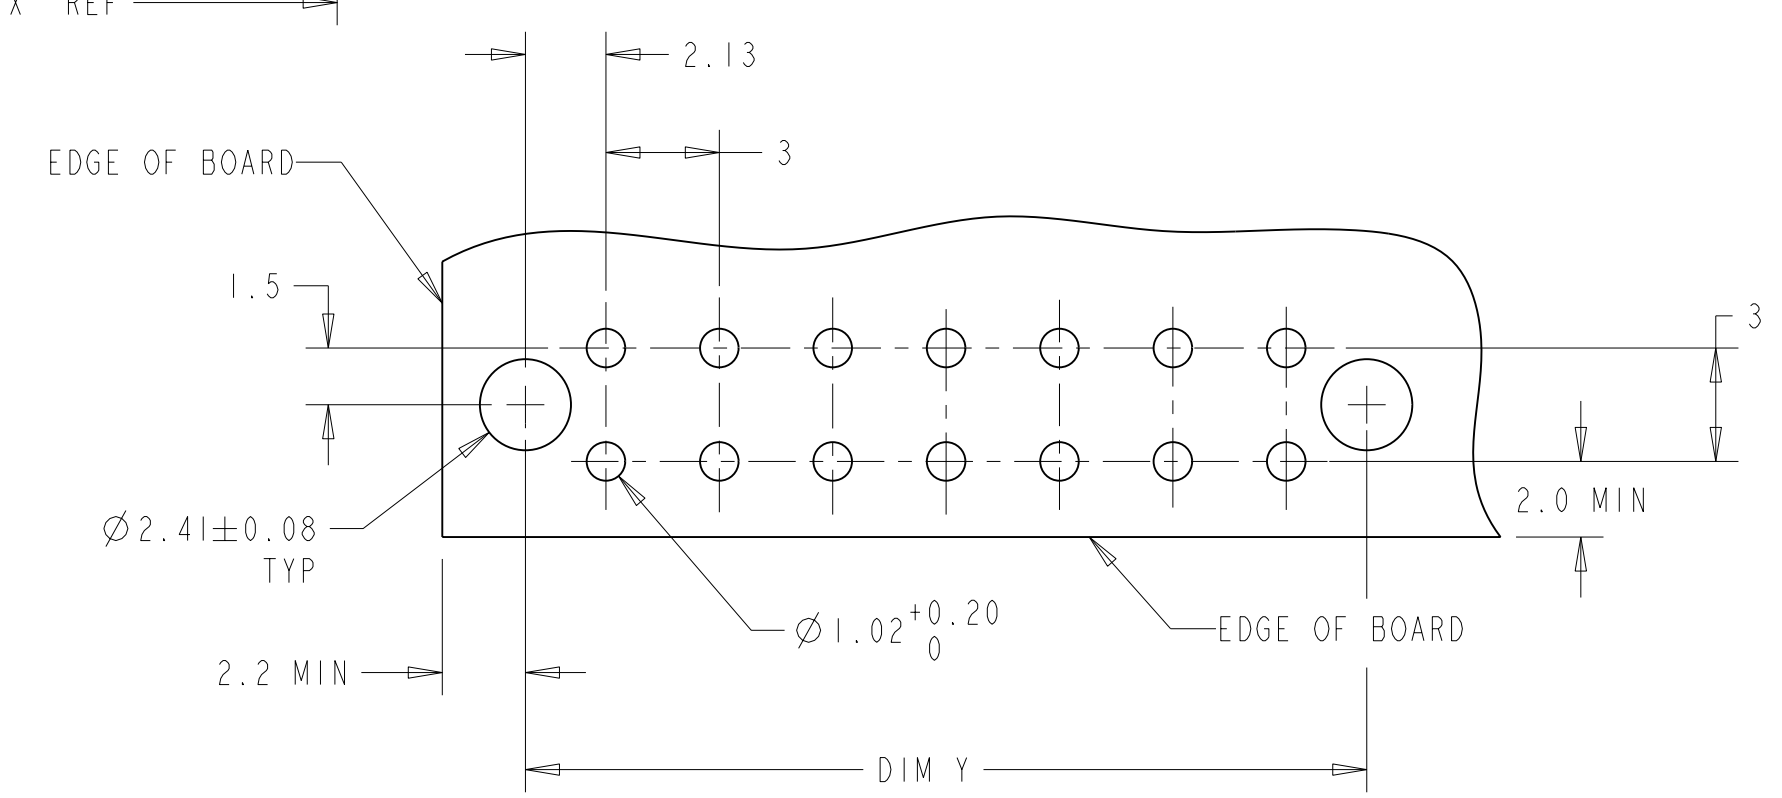 X REF
2.13
3
EDGE OF BOARD
1.5
3
2.0 MIN
Ø2.41±0.08
TYP
Ø1.02+0.20
0
EDGE OF BOARD
2.2 MIN
DIM Y